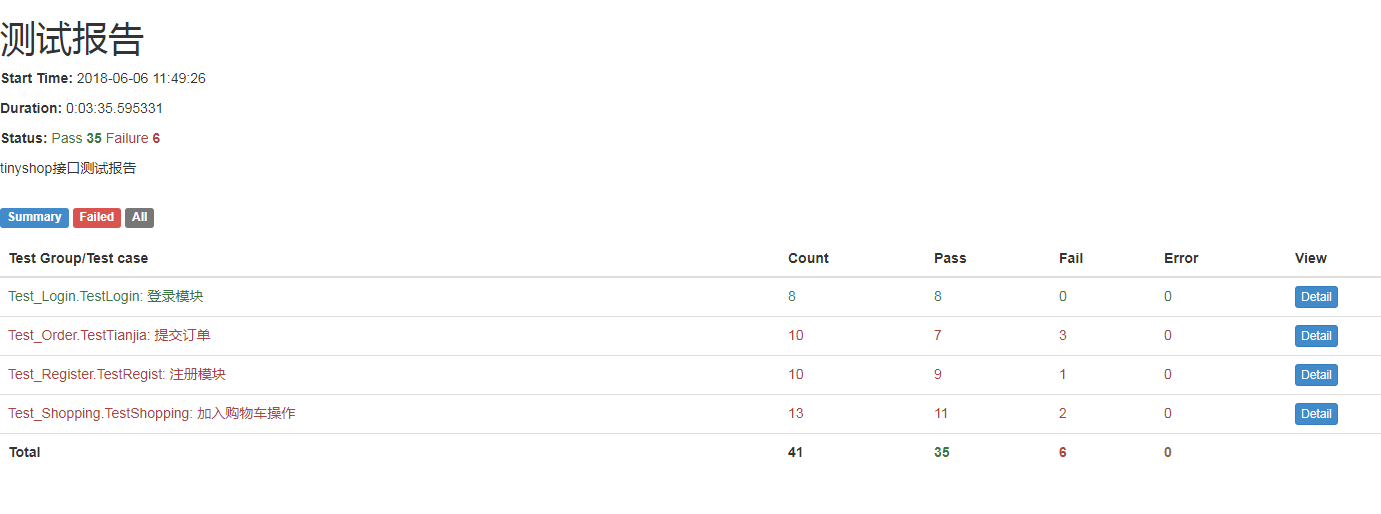 测试报告
Start Time: 2018-06-06 11:49:26
Duration: 0:03:35.595331
Status: Pass 35 Failure 6
tinyshop接口测试报告
Summary Failed All
Test Group/Test case Count Pass Fail Error View
Test_Login.TestLogin: 登录模块 8 8 0 0 Detail
Test_Order.TestTianjia: 提交订单 10 7 3 0 Detail
Test_Register.TestRegist: 注册模块 10 9 1 0 Detail
Test_Shopping.TestShopping: 加入购物车操作 13 11 2 0 Detail
Total 41 35 6 0